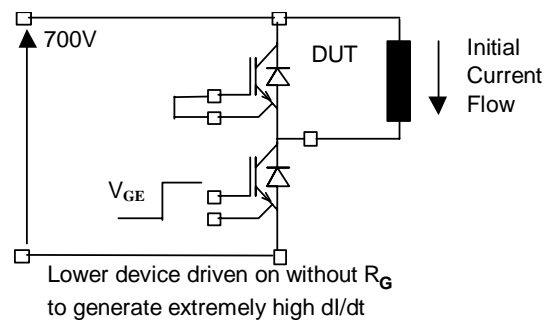 700V
DUT
Initial
Current
Flow
VGE
Lower device driven on without RG
to generate extremely high dI/dt